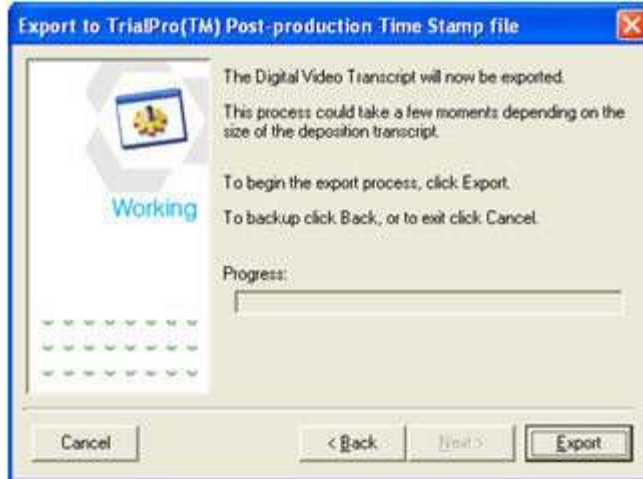 Export to TrialPro(TM) Post-production Time Stamp file
The Digital Video Transcript will now be exported.
This process could take a few moments depending on the
size of the deposition transcript.
To begin the export process, click Export.
Working
To backup click Back, or to exit click Cancel.
Progress:
Cancel
< Back
Next >
Export